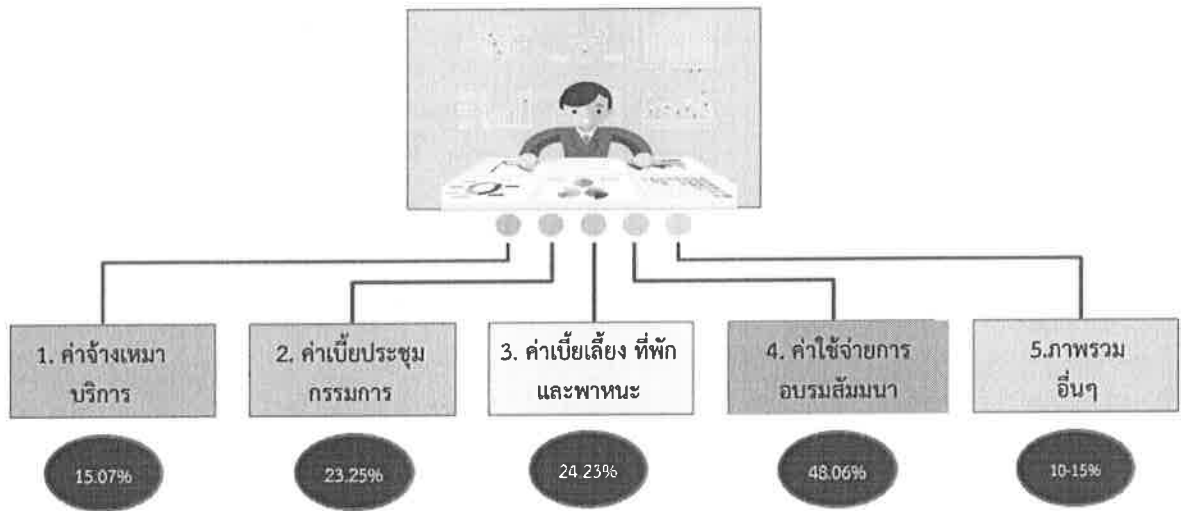 1. ค่าจ้างเหมา
บริการ
2. ค่าเบี้ยประชุม
กรรมการ
3. ค่าเบี้ยเลี้ยง ที่พัก
และพาหนะ
4. ค่าใช้จ่ายการ
อบรมสัมมนา
5.ภาพรวม
อื่นๆ
15.07%
23.25%
24.23%
48.06%
10-15%